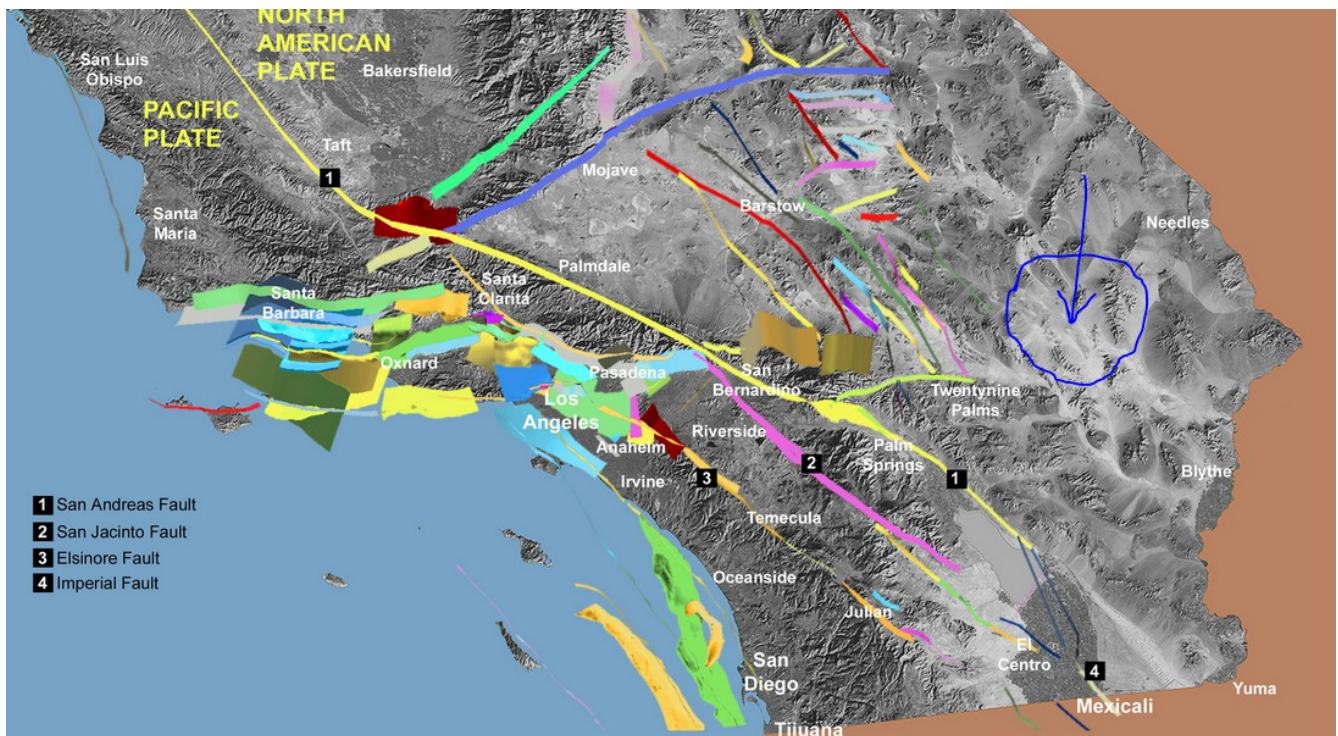 NORTH
AMERICAN
PLATE
San Luis
Obispo
Bakersfield
PACIFIC
PLATE
Taft
1
Mojave
Santa
Maria
Barstow
Needles
Palmdale
Santa
Clarita
Santa
Barbara
Oxnard
Pasadena
San
Bernardino
Twentynine
Palms
Los
Angeles
Riverside
Anaheim
Palm
Springs
2
1
Blythe
3
Irvine
1 San Andreas Fault
2 San Jacinto Fault
3 Elsinore Fault
4 Imperial Fault
Temecula
Oceanside
Julian
El
Centro
San
Diego
4
Yuma
Mexicali
Tijuana